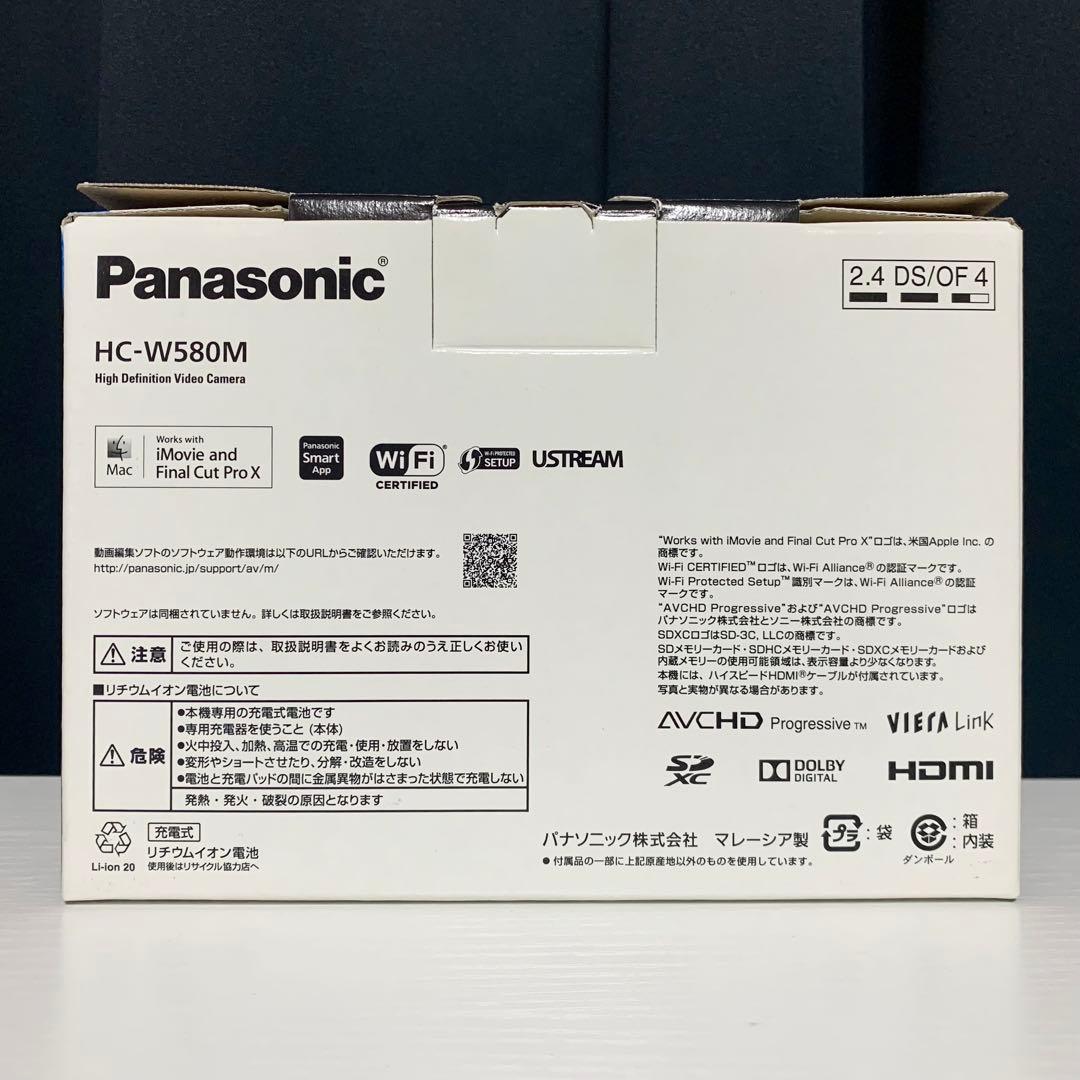 Panasonic®
2.4 DS/OF 4
HC-W580M
High Definition Video Camera
Mac
Works with
iMovie and
Final Cut Pro X
Panasonic
Smart
App
Wi Fi®
CERTIFIED
Wi-Fi PROTECTED
SETUP
USTREAM
動画編集ソフトのソフトウェア動作環境は以下のURLからご確認いただけます。
http://panasonic.jp/support/av/m/
ソフトウェアは同梱されていません。詳しくは取扱説明書をご参照ください。
注意
ご使用の際は、取扱説明書をよくお読みのうえ正しくお使い
ください。
■リチウムイオン電池について
危険
●本機専用の充電式電池です
●専用充電器を使うこと (本体)
●火中投入、加熱、高温での充電・使用・放置をしない
●変形やショートさせたり、分解・改造をしない
●電池と充電パッドの間に金属異物がはさまった状態で充電しない
発熱・発火・破裂の原因となります
Li-ion 20
充電式
リチウムイオン電池
使用後はリサイクル協力店へ
"Works with iMovie and Final Cut Pro X"ロゴは、米国Apple Inc. の
商標です。
Wi-Fi CERTIFIED™ロゴは、Wi-Fi Alliance®の認証マークです。
Wi-Fi Protected Setup™識別マークは、Wi-Fi Alliance®の認証
マークです。
"AVCHD Progressive"および"AVCHD Progressive"ロゴは
パナソニック株式会社とソニー株式会社の商標です。
SDXCロゴはSD-3C, LLCの商標です。
SDメモリーカード・SDHCメモリーカード・SDXCメモリーカードおよび
内蔵メモリーの使用可能領域は、表示容量より少なくなります。
本機には、ハイスピードHDMI®ケーブルが付属されています。
写真と実物が異なる場合があります。
AVCHD Progressive™
VIERA Link
SD
XC
DOLBY
DIGITAL
HDMI
パナソニック株式会社 マレーシア製
●付属品の一部に上記原産地以外のものを使用しています。
プラ
:袋
ダンボール
:箱
:内装